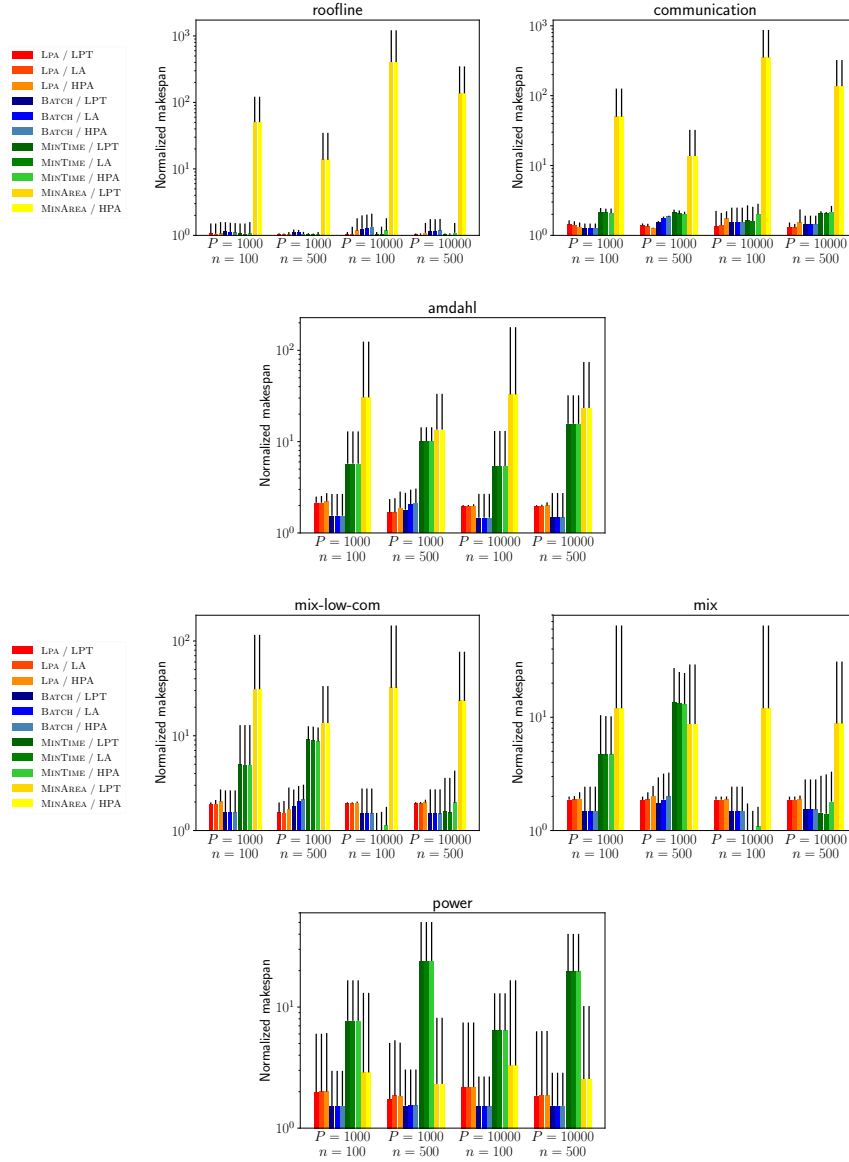 roofline
Normalized makespan
10^3
10^2
10^1
10^0
P = 1000
n = 100
P = 1000
n = 500
P = 10000
n = 100
P = 10000
n = 500
LPA / LPT
LPA / LA
LPA / HPA
BATCH / LPT
BATCH / LA
BATCH / HPA
MINTIME / LPT
MINTIME / LA
MINTIME / HPA
MINAREA / LPT
MINAREA / HPA
communication
Normalized makespan
10^3
10^2
10^1
10^0
P = 1000
n = 100
P = 1000
n = 500
P = 10000
n = 100
P = 10000
n = 500
amdahl
Normalized makespan
10^2
10^1
10^0
P = 1000
n = 100
P = 1000
n = 500
P = 10000
n = 100
P = 10000
n = 500
mix-low-com
Normalized makespan
10^2
10^1
10^0
P = 1000
n = 100
P = 1000
n = 500
P = 10000
n = 100
P = 10000
n = 500
LPA / LPT
LPA / LA
LPA / HPA
BATCH / LPT
BATCH / LA
BATCH / HPA
MINTIME / LPT
MINTIME / LA
MINTIME / HPA
MINAREA / LPT
MINAREA / HPA
mix
Normalized makespan
10^1
10^0
P = 1000
n = 100
P = 1000
n = 500
P = 10000
n = 100
P = 10000
n = 500
power
Normalized makespan
10^1
10^0
P = 1000
n = 100
P = 1000
n = 500
P = 10000
n = 100
P = 10000
n = 500